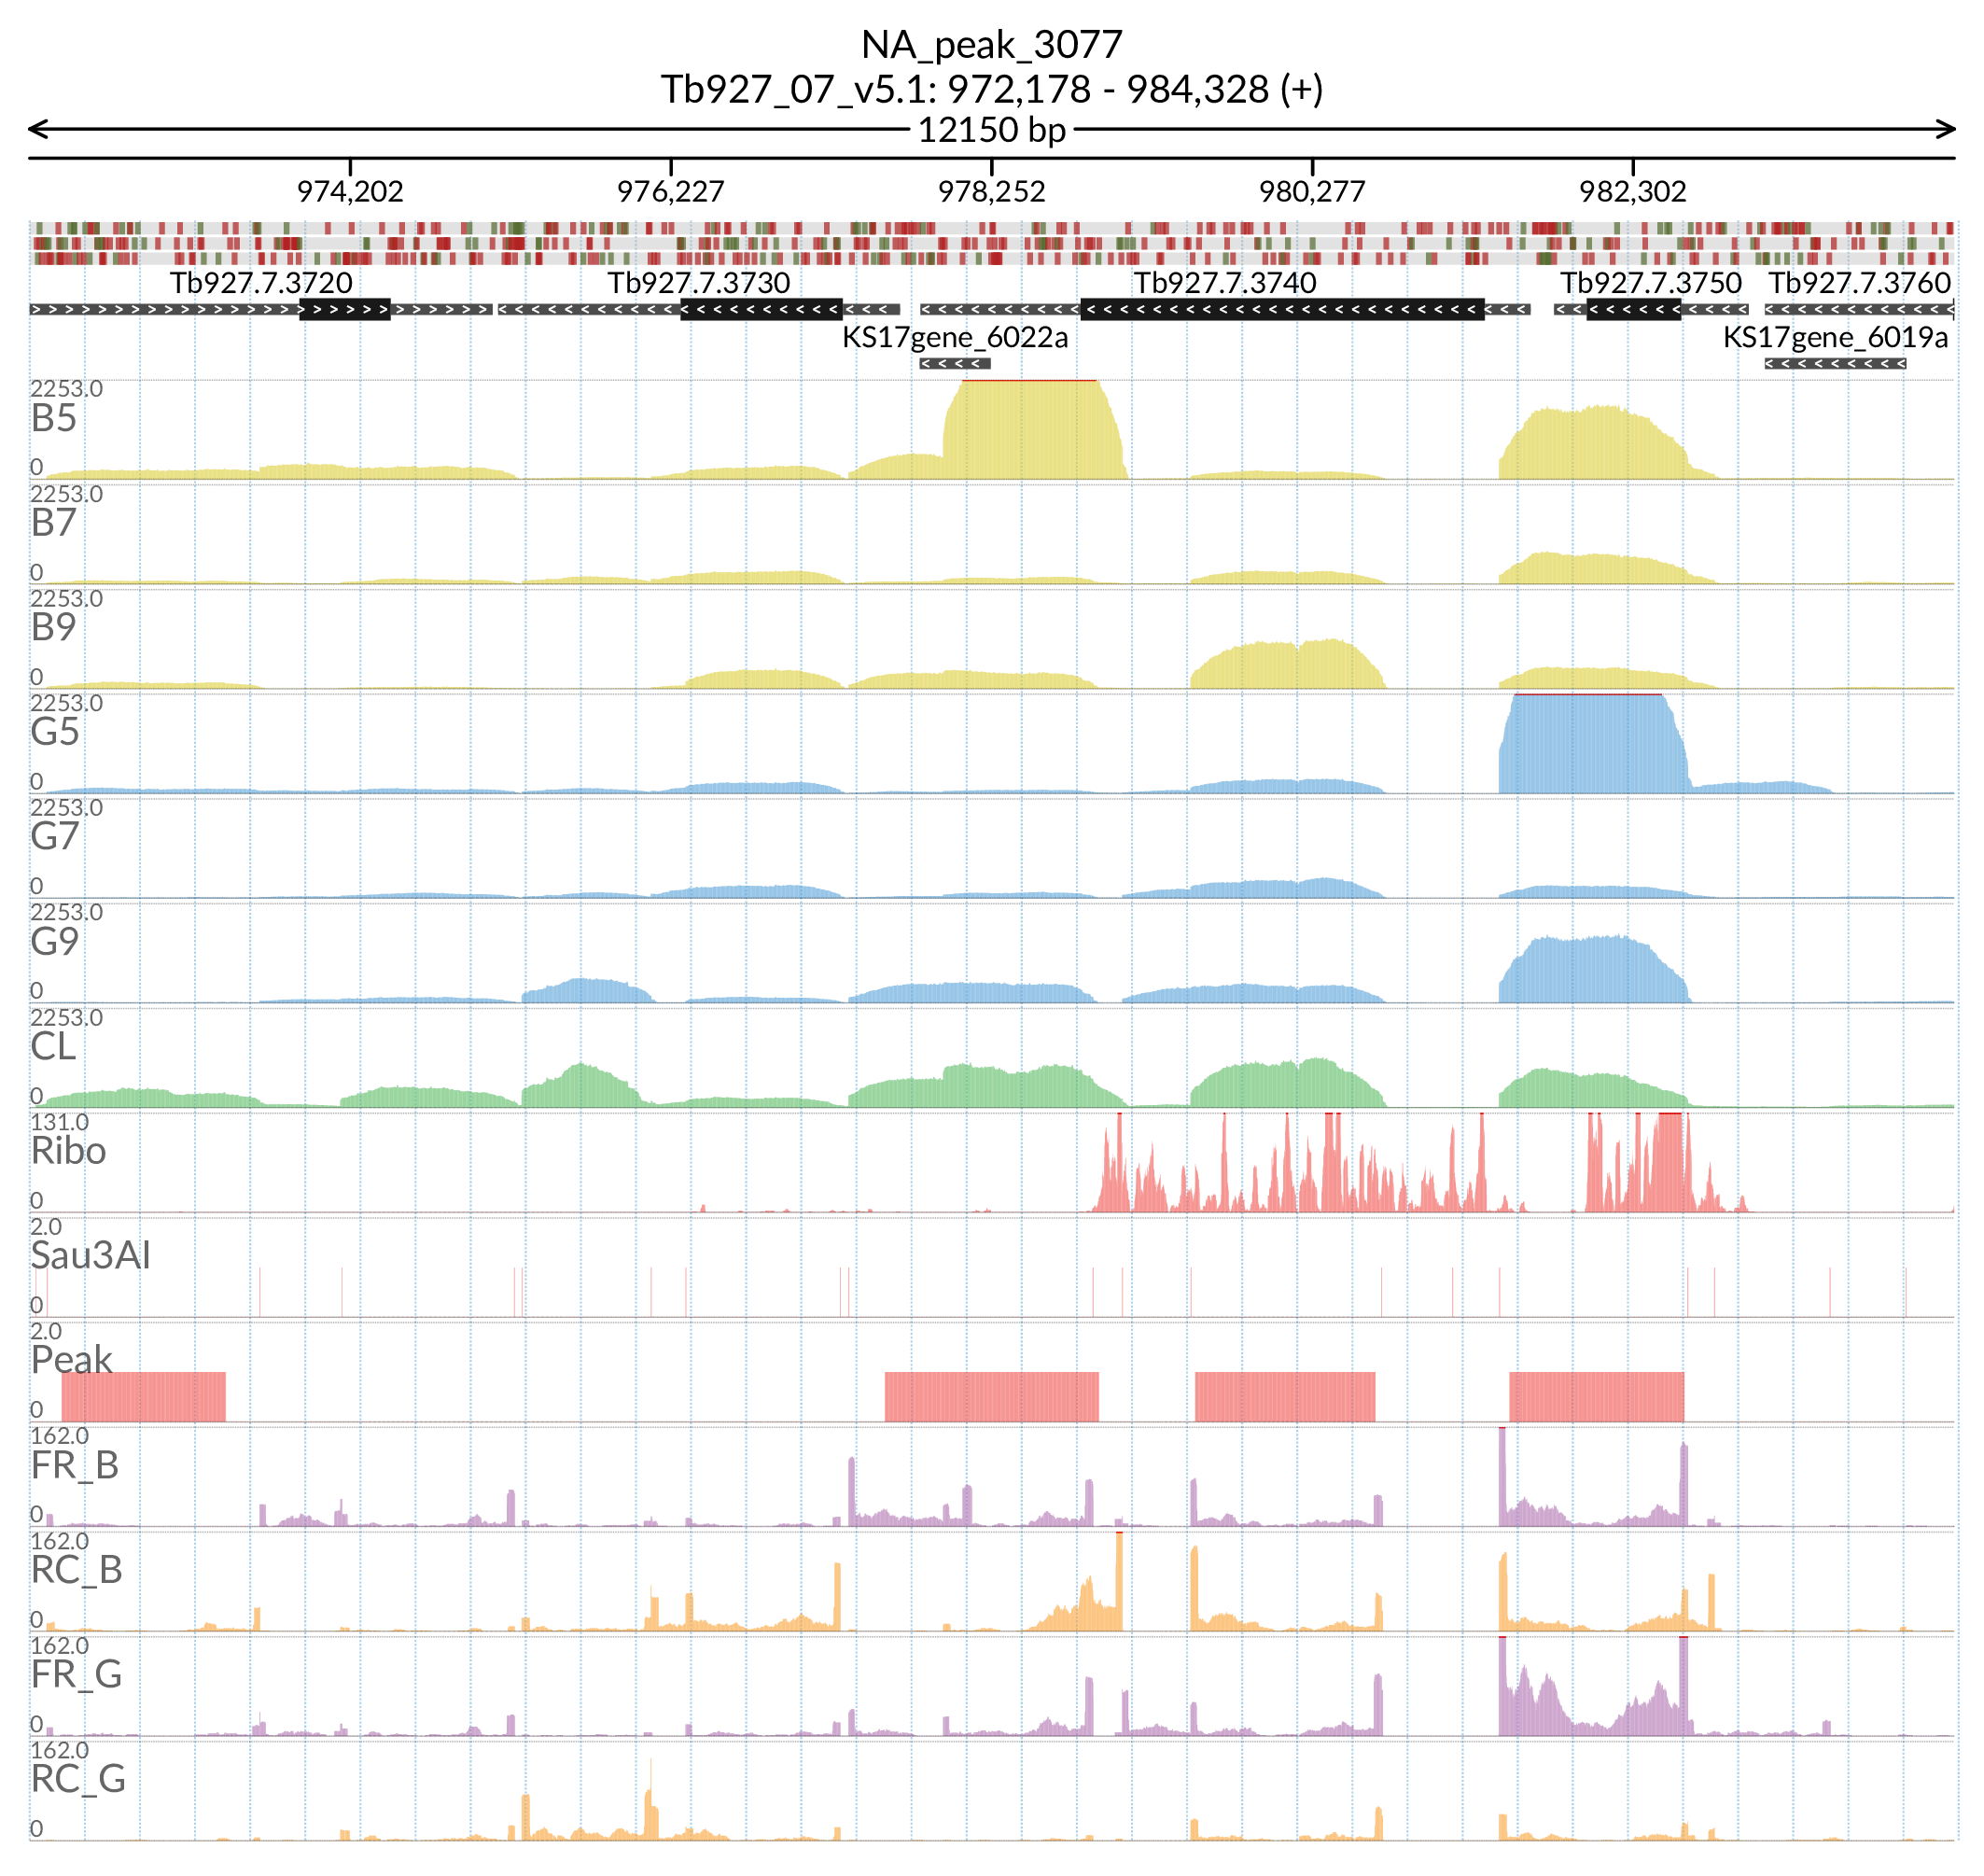 NA_peak_3077
Tb927_07_v5.1: 972,178 - 984,328 (+)
12150 bp
974,202 976,227 978,252 980,277 982,302
Tb927.7.3720 Tb927.7.3730 Tb927.7.3740 Tb927.7.3750 Tb927.7.3760
KS17gene_6022a KS17gene_6019a
2253.0
B5
0
2253.0
B7
0
2253.0
B9
0
2253.0
G5
0
2253.0
G7
0
2253.0
G9
0
2253.0
CL
0
131.0
Ribo
0
2.0
Sau3AI
0
2.0
Peak
0
162.0
FR_B
0
162.0
RC_B
0
162.0
FR_G
0
162.0
RC_G
0